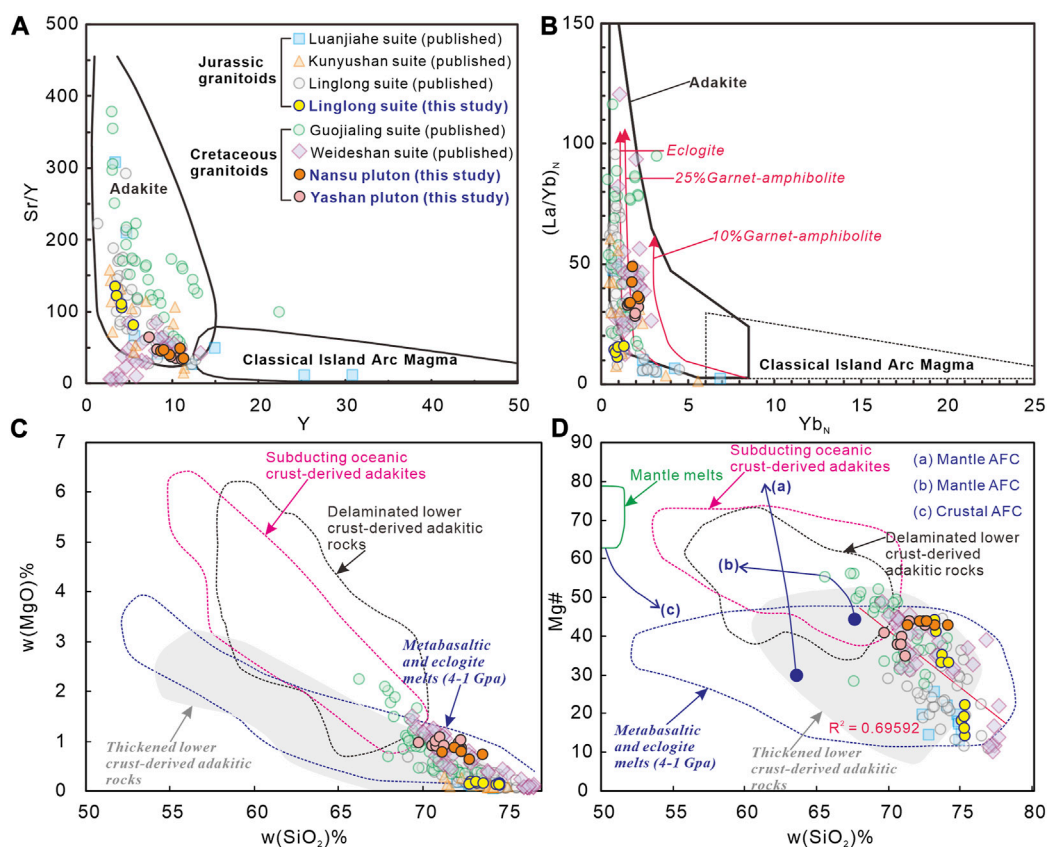 A
500
400
300
200
100
0
Sr/Y
0
10
20
30
40
50
Y
Jurassic
granitoids
Luanjiahe suite (published)
Kunyushan suite (published)
Linglong suite (published)
Linglong suite (this study)
Cretaceous
granitoids
Guojialing suite (published)
Weideshan suite (published)
Nansu pluton (this study)
Yashan pluton (this study)
Adakite
Classical Island Arc Magma
B
150
100
50
0
(La/Yb)N
0
5
10
15
20
25
YbN
Adakite
Eclogite
25%Garnet-amphibolite
10%Garnet-amphibolite
Classical Island Arc Magma
C
7
6
5
4
3
2
1
0
w(MgO)%
50
55
60
65
70
75
w(SiO2)%
Subducting oceanic
crust-derived adakites
Delaminated lower
crust-derived adakitic
rocks
Metabasaltic
and eclogite
melts (4-1 Gpa)
Thickened lower
crust-derived adakitic
rocks
D
90
80
70
60
50
40
30
20
10
0
Mg#
50
55
60
65
70
75
80
w(SiO2)%
Subducting oceanic
crust-derived adakites
Mantle melts
(a) Mantle AFC
(b) Mantle AFC
(c) Crustal AFC
(a)
(b)
(c)
Delaminated lower
crust-derived
adakitic rocks
Metabasaltic
and eclogite
melts (4-1 Gpa)
Thickened lower
crust-derived adakitic
rocks
R2 = 0.69592